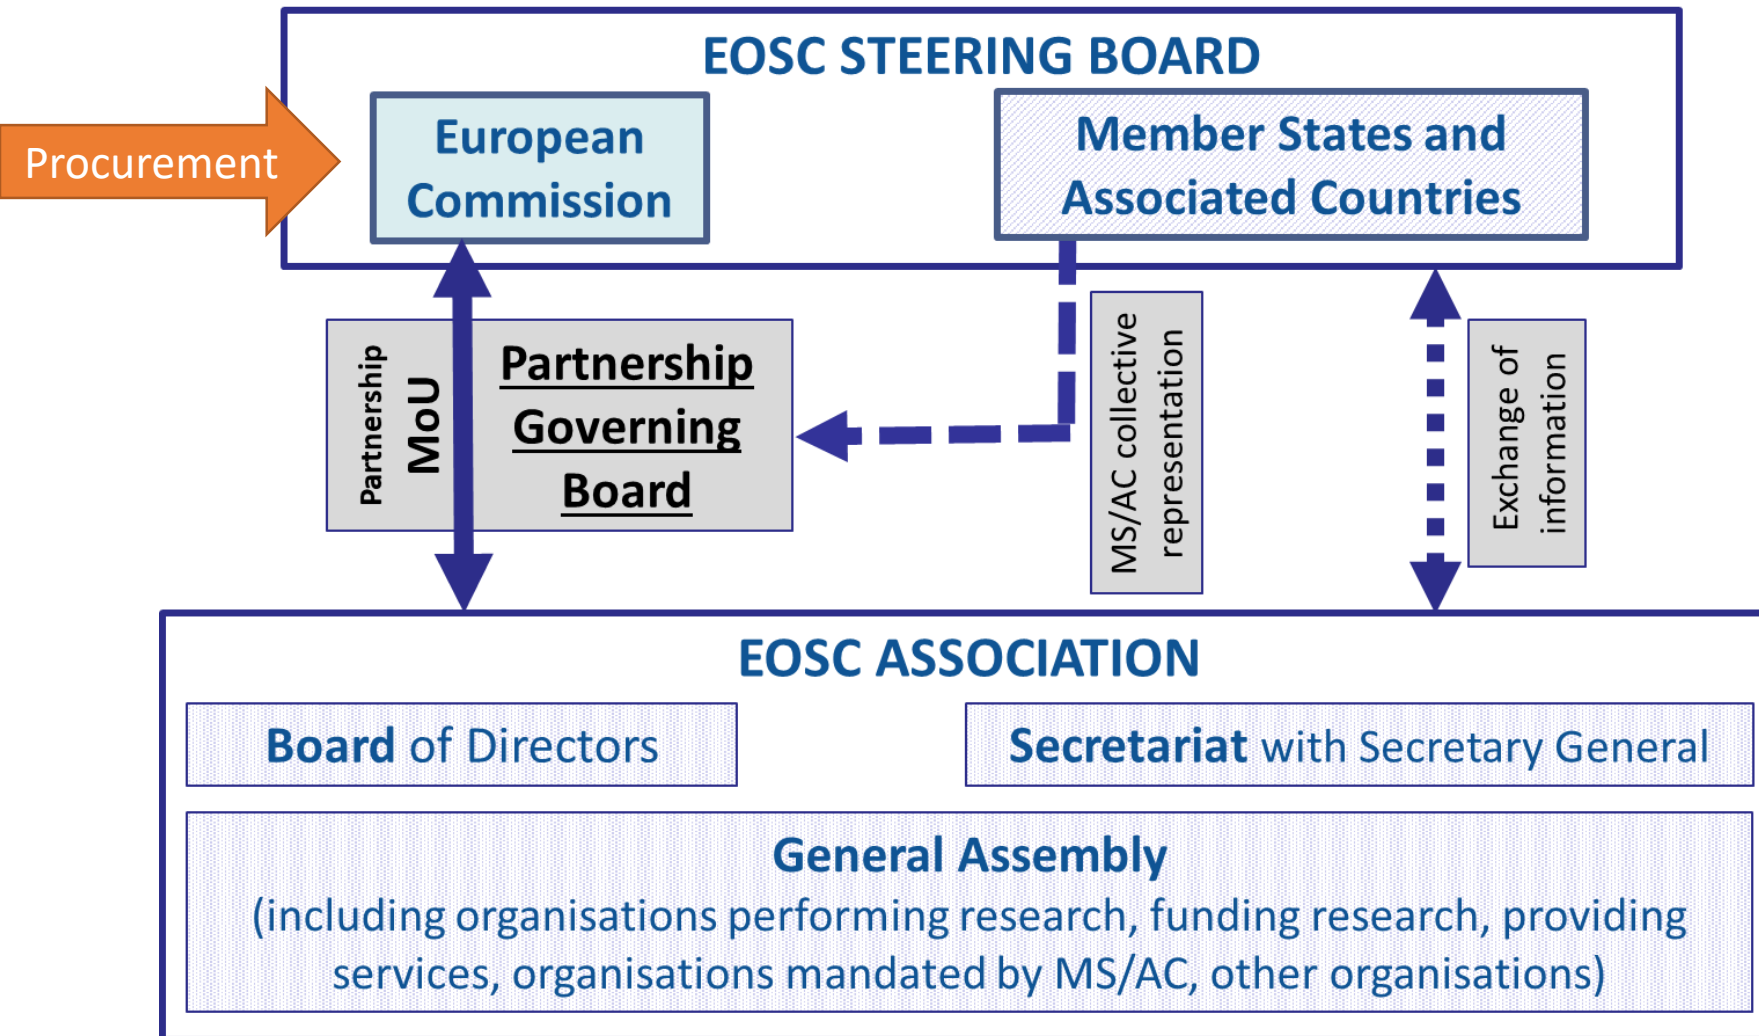 EOSC STEERING BOARD
Procurement
European
Commission
Member States and
Associated Countries
Partnership
MoU
Partnership
Governing
Board
MS/AC collective
representation
Exchange of
information
EOSC ASSOCIATION
Board of Directors
Secretariat with Secretary General
General Assembly
(including organisations performing research, funding research, providing
services, organisations mandated by MS/AC, other organisations)